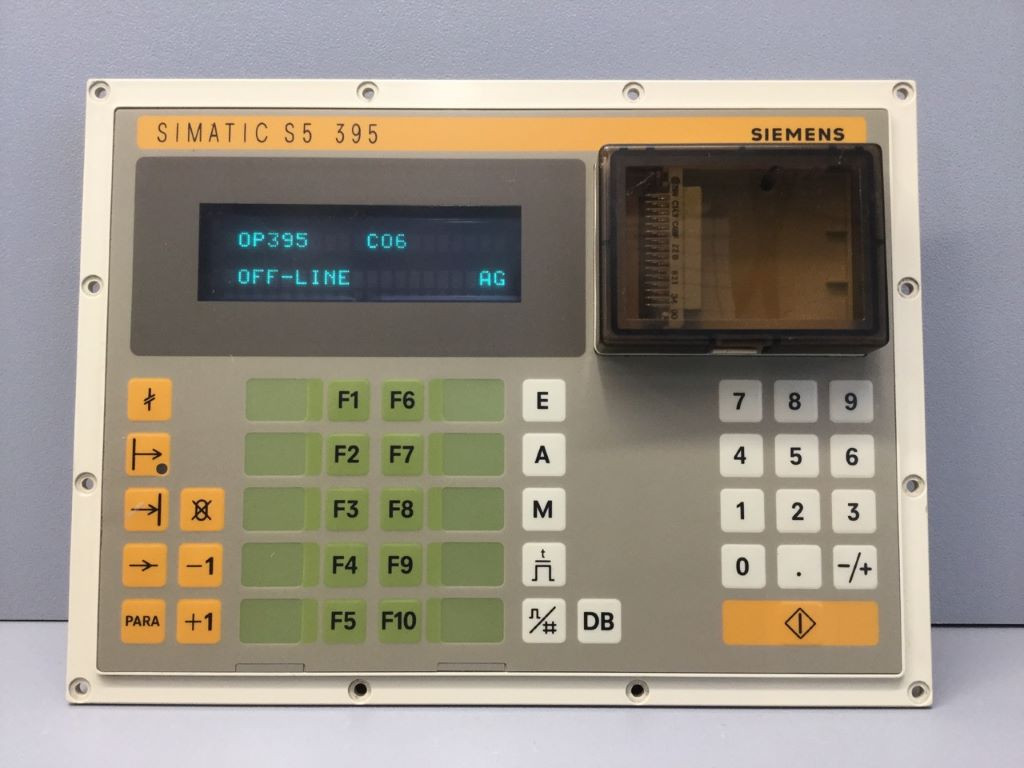 SIMATIC S5 395
SIEMENS
OP395 C06
OFF-LINE AG
F1 F6 E 7 8 9
F2 F7 A 4 5 6
F3 F8 M 1 2 3
F4 F9 t 0 . -/+
-1
PARA +1 F5 F10 DB